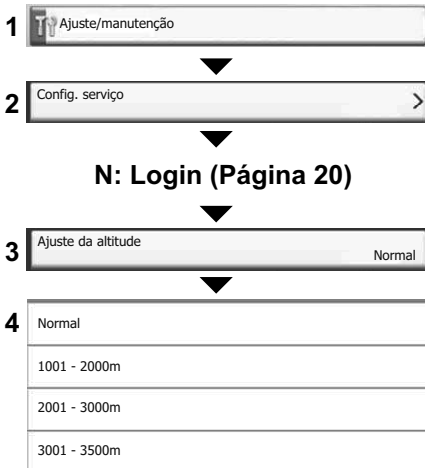 1 Ajuste/manutenção
2 Config. serviço
N: Login (Página 20)
3 Ajuste da altitude
Normal
4 Normal
1001 - 2000m
2001 - 3000m
3001 - 3500m